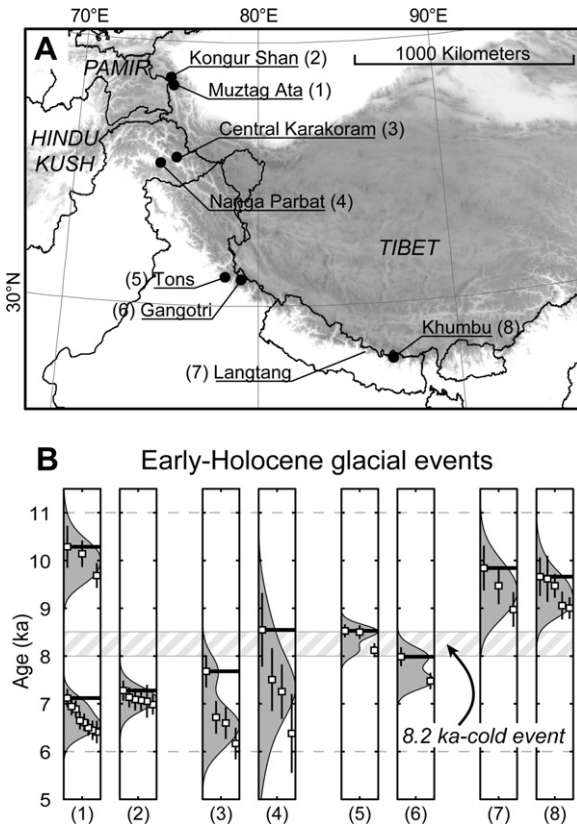 70°E
80°E
90°E
A
Kongur Shan (2)
1000 Kilometers
PAMIR
Muztag Ata (1)
HINDU
KUSH
Central Karakoram (3)
Nanga Parbat (4)
TIBET
30°N
(5) Tons
(6) Gangotri
Khumbu (8)
(7) Langtang
B
Early-Holocene glacial events
Age (ka)
11
10
9
8
7
6
5
8.2 ka-cold event
(1) (2) (3) (4) (5) (6) (7) (8)